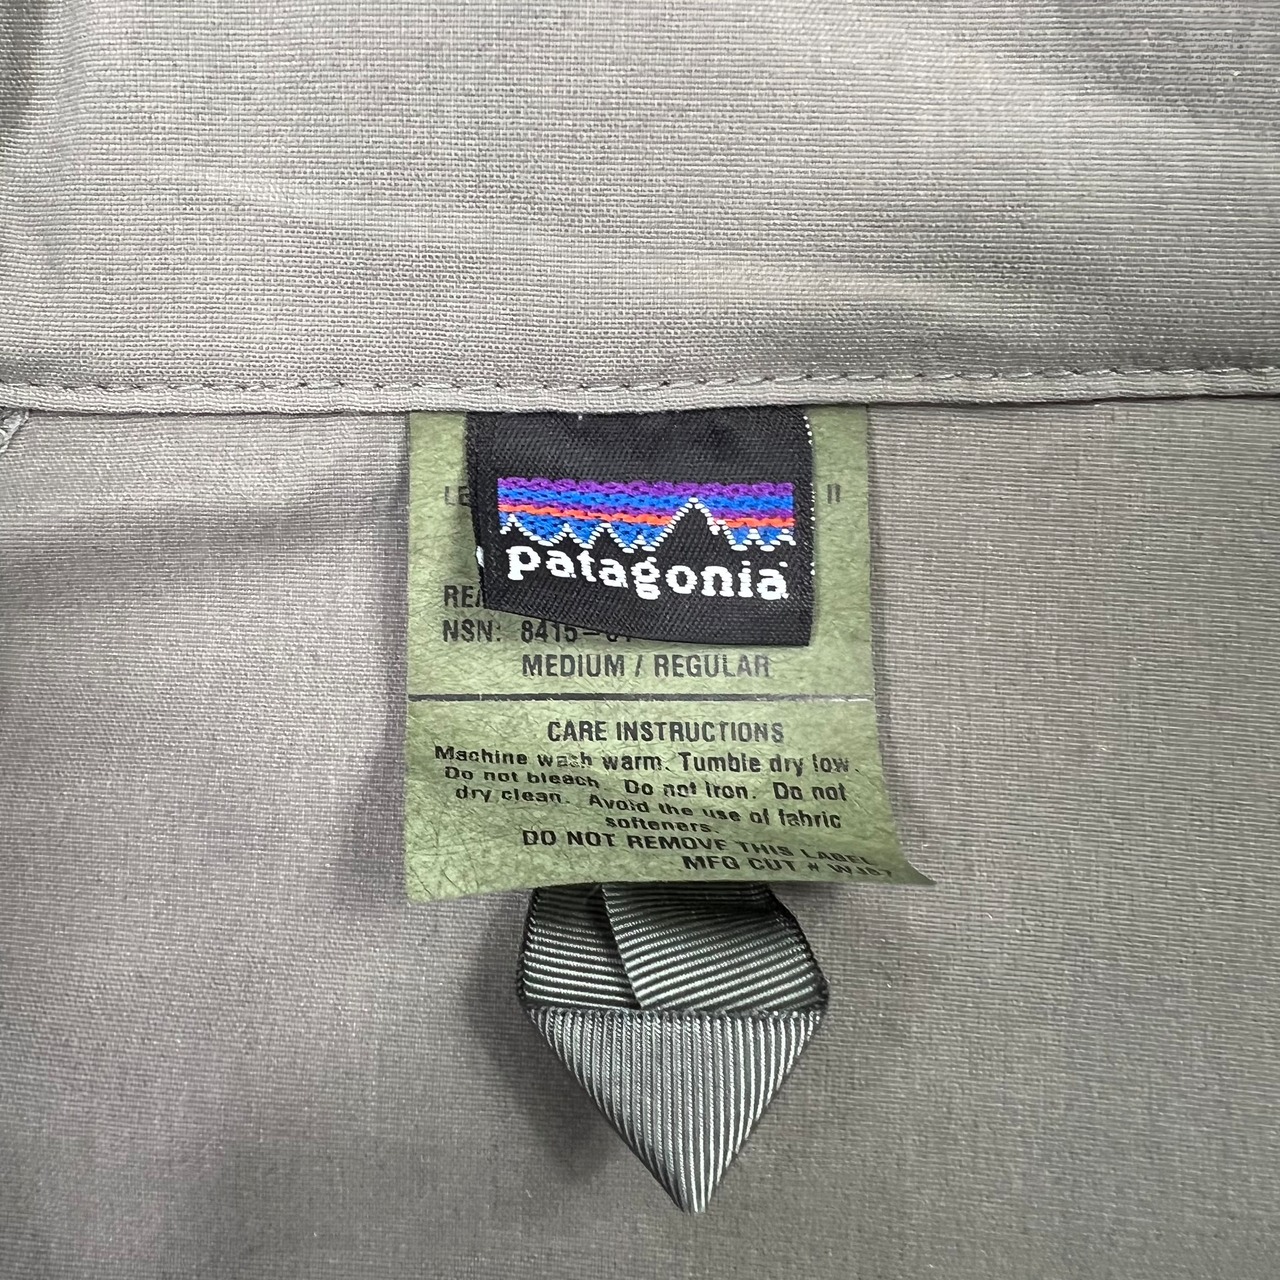 patagonia
NSN: 8415-01
MEDIUM / REGULAR
CARE INSTRUCTIONS
Machine wash warm. Tumble dry low.
Do not bleach. Do not iron. Do not
dry clean. Avoid the use of fabric
softeners.
DO NOT REMOVE THIS LABEL
MFG CUT #